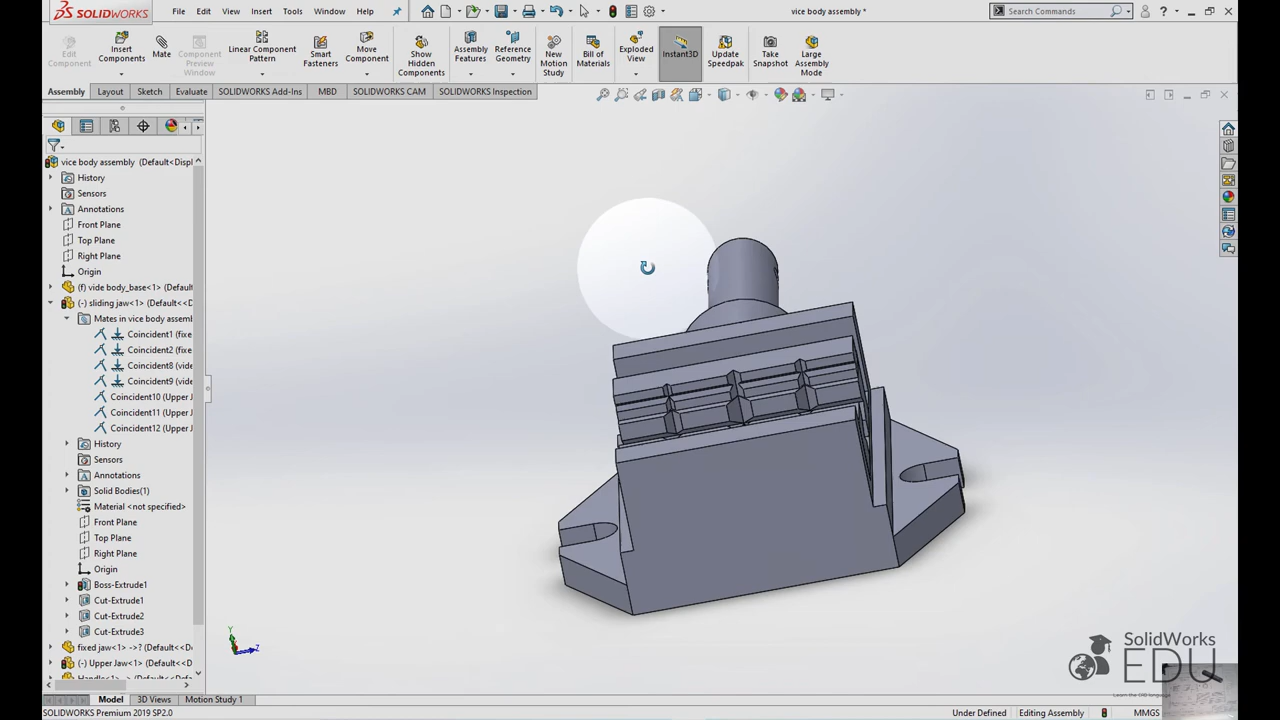 SOLIDWORKS File Edit View Insert Tools Window Help vice body assembly * Search Commands ?
Edit Component
Insert Components
Mate
Component Preview Window
Linear Component Pattern
Smart Fasteners
Move Component
Show Hidden Components
Assembly Features
Reference Geometry
New Motion Study
Bill of Materials
Exploded View
Instant3D
Update Speedpak
Take Snapshot
Large Assembly Mode
Assembly Layout Sketch Evaluate SOLIDWORKS Add-Ins MBD SOLIDWORKS CAM SOLIDWORKS Inspection
vice body assembly (Default<Displ
History
Sensors
Annotations
Front Plane
Top Plane
Right Plane
Origin
(f) vide body_base<1> (Default<
(-) sliding jaw<1> (Default<<D
Mates in vice body assemb
Coincident1 (fixe
Coincident2 (fixe
Coincident8 (vide
Coincident9 (vide
Coincident10 (Upper J
Coincident11 (Upper J
Coincident12 (Upper J
History
Sensors
Annotations
Solid Bodies(1)
Material <not specified>
Front Plane
Top Plane
Right Plane
Origin
Boss-Extrude1
Cut-Extrude1
Cut-Extrude2
Cut-Extrude3
fixed jaw<1> ->? (Default<<De
(-) Upper Jaw<1> (Default<<D
Y
Z
SolidWorks
EDU
Learn the CAD language
Model 3D Views Motion Study 1
SOLIDWORKS Premium 2019 SP2.0 Under Defined Editing Assembly MMGS